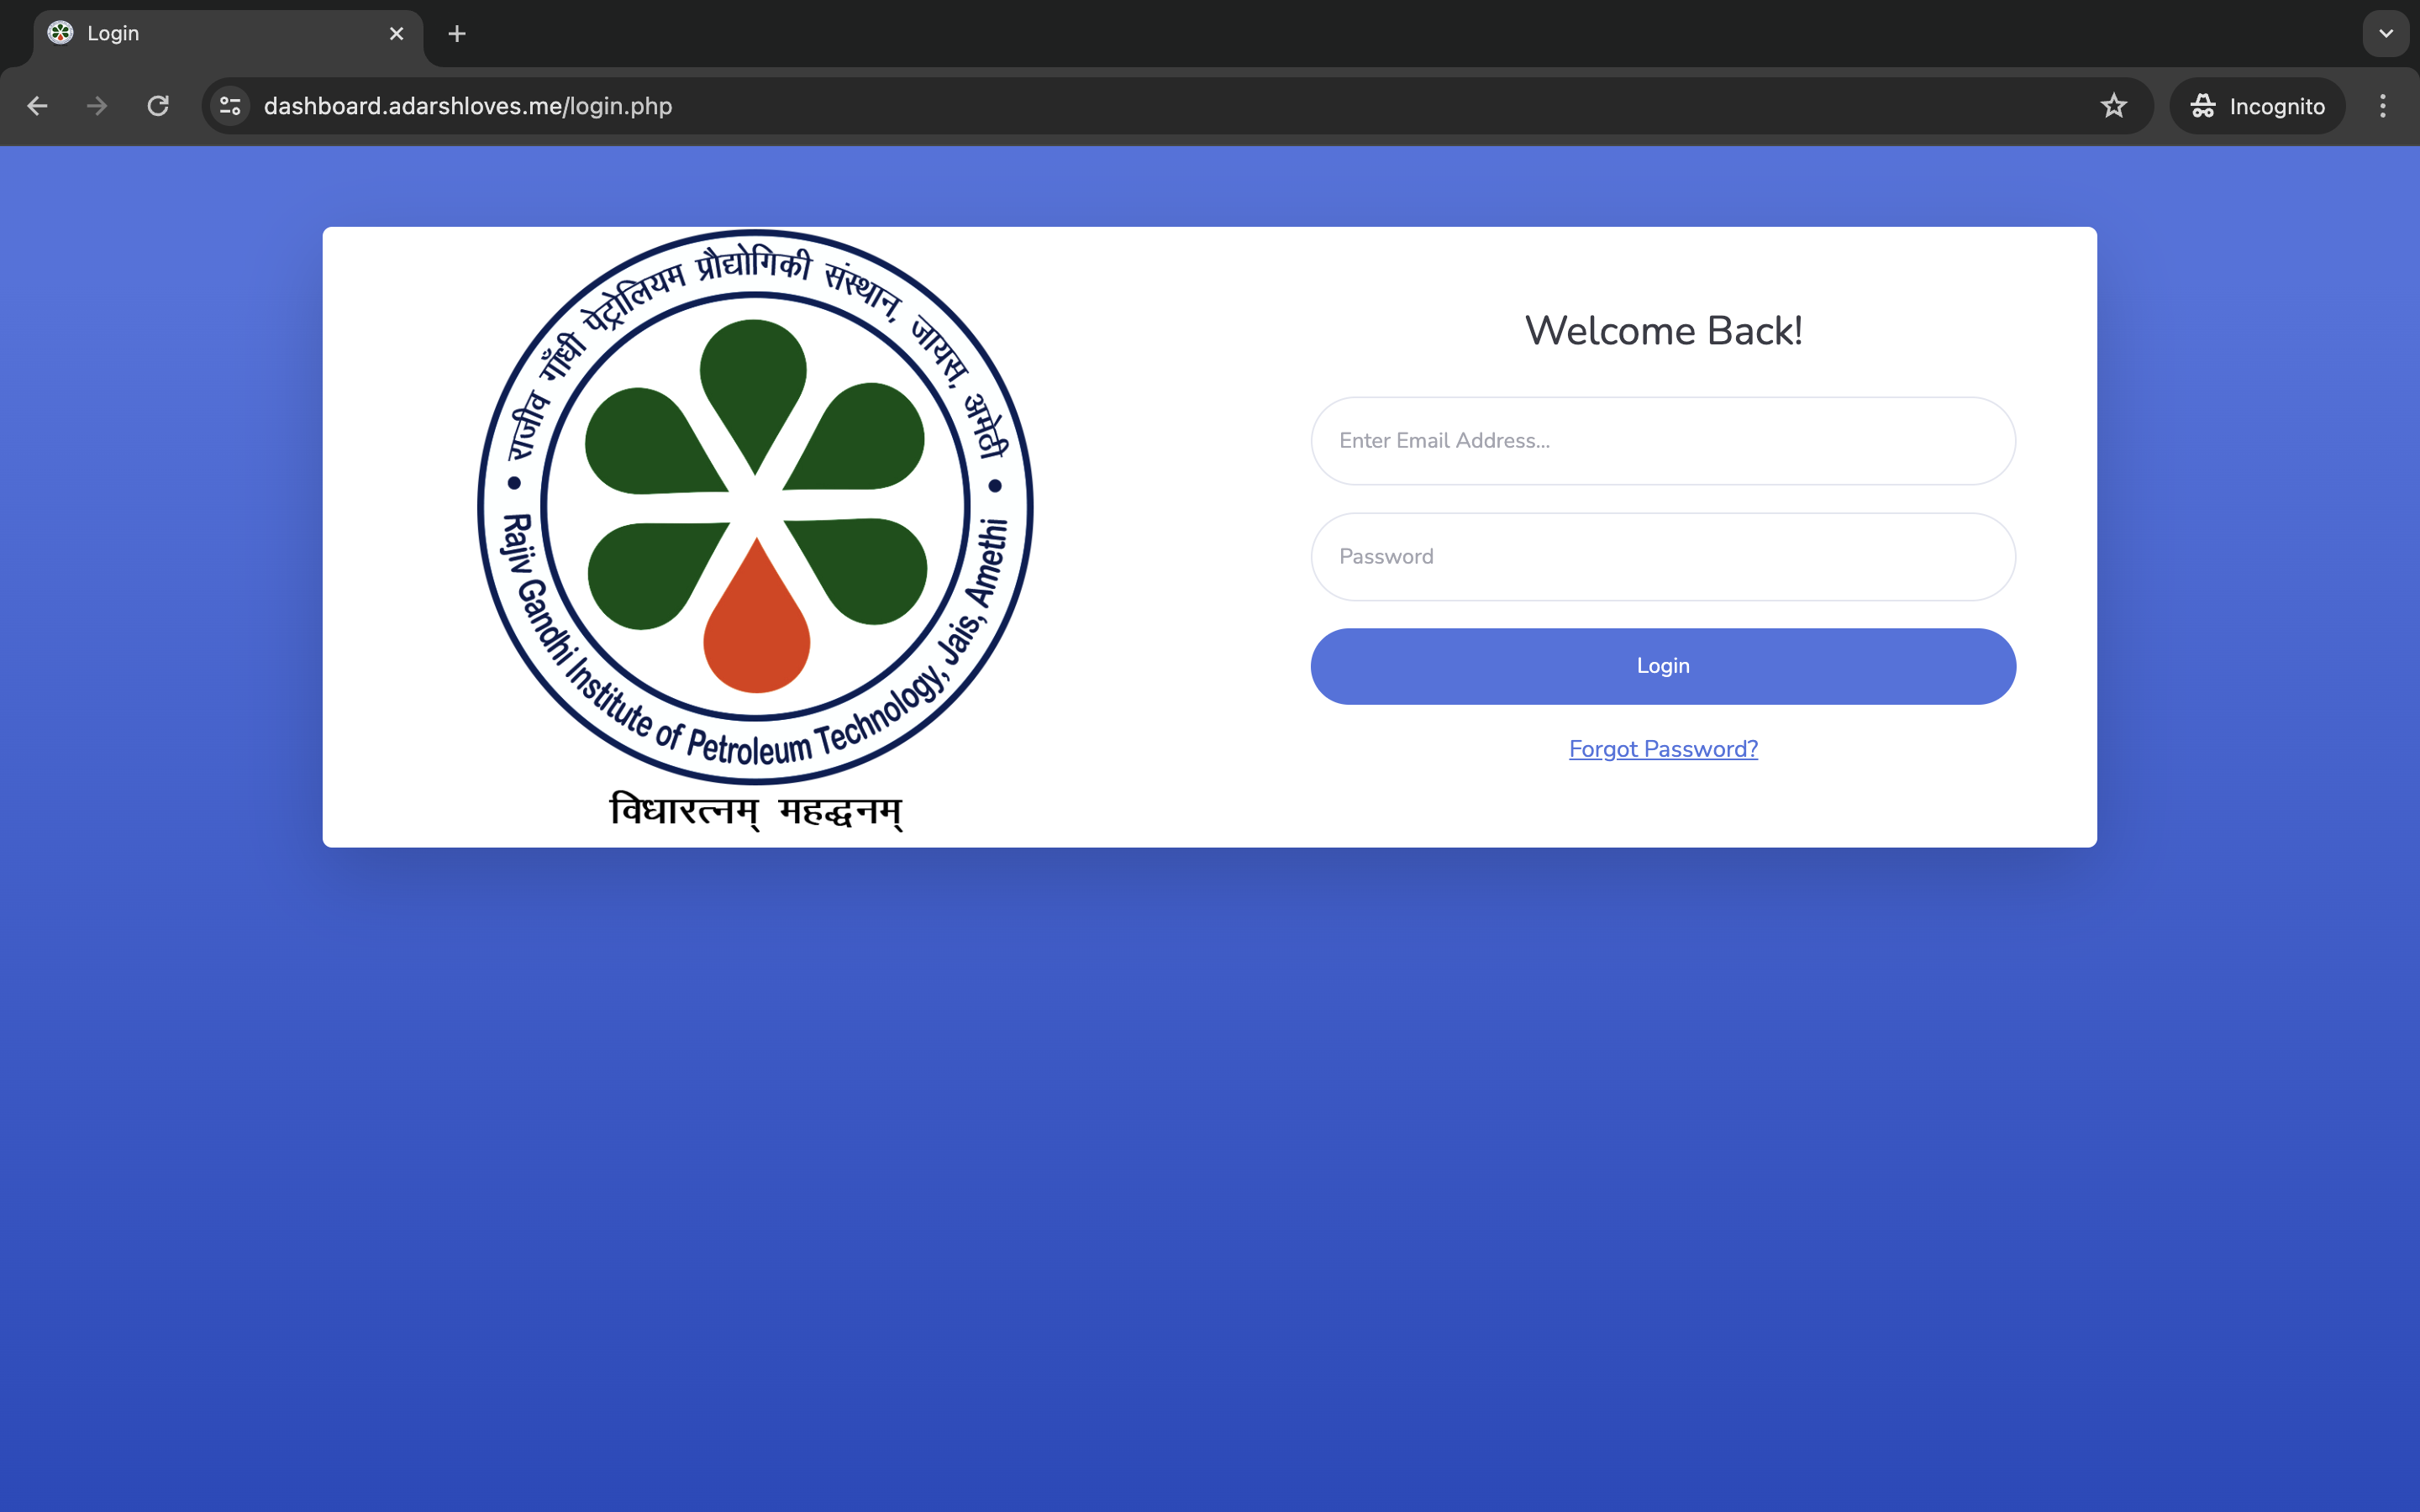 Login
dashboard.adarshloves.me/login.php
Incognito
राजीव गाँधी पेट्रोलियम प्रौद्योगिकी संस्थान, जायस, अमेठी
Rajiv Gandhi Institute of Petroleum Technology, Jais, Amethi
विधारत्नम् महद्धनम्
Welcome Back!
Enter Email Address...
Password
Login
Forgot Password?